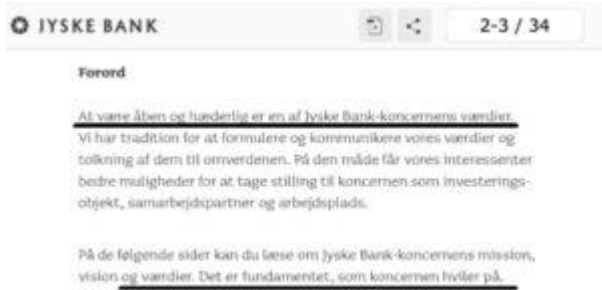 JYSKE BANK
2-3 / 34
Forord
At være åben og hæderlig er en af Jyske Bank-koncernens værdier.
Vi har tradition for at formulere og kommunikere vores værdier og
tolkning af dem til omverdenen. På den måde får vores interessenter
bedre muligheder for at tage stilling til koncernen som investerings-
objekt, samarbejdspartner og arbejdsplads.
På de følgende sider kan du læse om Jyske Bank-koncernens mission,
vision og værdier. Det er fundamentet, som koncernen hviler på.